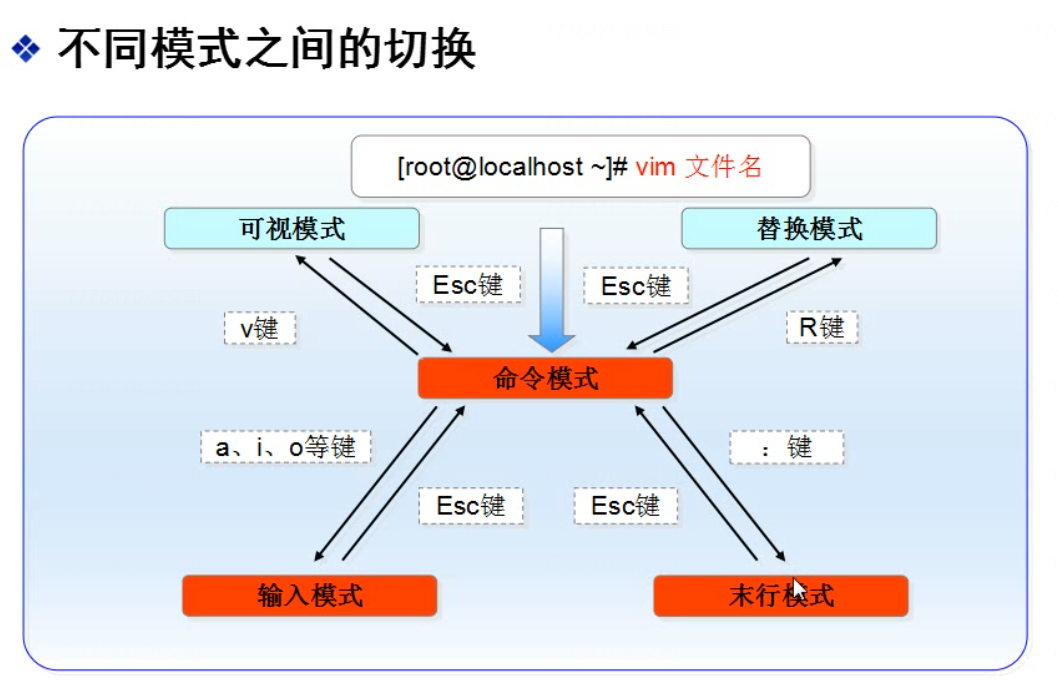 不同模式之间的切换
[root@localhost ~]# vim 文件名
可视模式
替换模式
Esc键
Esc键
v键
R键
命令模式
a、i、o等键
：键
Esc键
Esc键
输入模式
末行模式